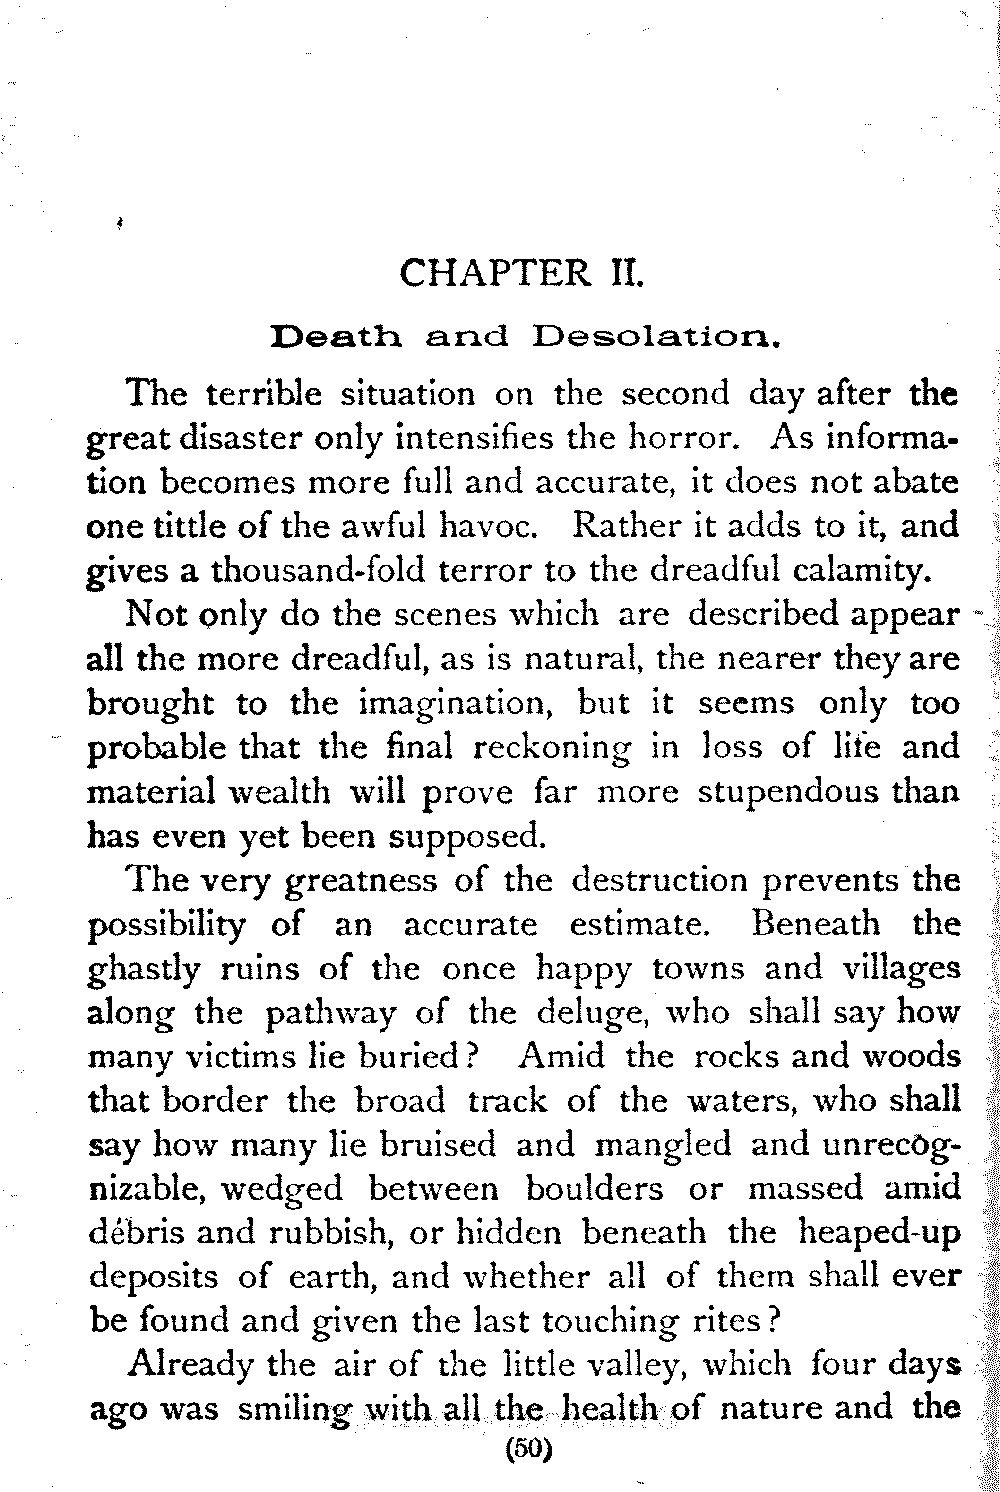 CHAPTER II.
Death and Desolation.
The terrible situation on the second day after the
great disaster only intensifies the horror. As informa-
tion becomes more full and accurate, it does not abate
one tittle of the awful havoc. Rather it adds to it, and
gives a thousand-fold terror to the dreadful calamity.
Not only do the scenes which are described appear
all the more dreadful, as is natural, the nearer they are
brought to the imagination, but it seems only too
probable that the final reckoning in loss of life and
material wealth will prove far more stupendous than
has even yet been supposed.
The very greatness of the destruction prevents the
possibility of an accurate estimate. Beneath the
ghastly ruins of the once happy towns and villages
along the pathway of the deluge, who shall say how
many victims lie buried? Amid the rocks and woods
that border the broad track of the waters, who shall
say how many lie bruised and mangled and unrecog-
nizable, wedged between boulders or massed amid
débris and rubbish, or hidden beneath the heaped-up
deposits of earth, and whether all of them shall ever
be found and given the last touching rites?
Already the air of the little valley, which four days
ago was smiling with all the health of nature and the
(50)